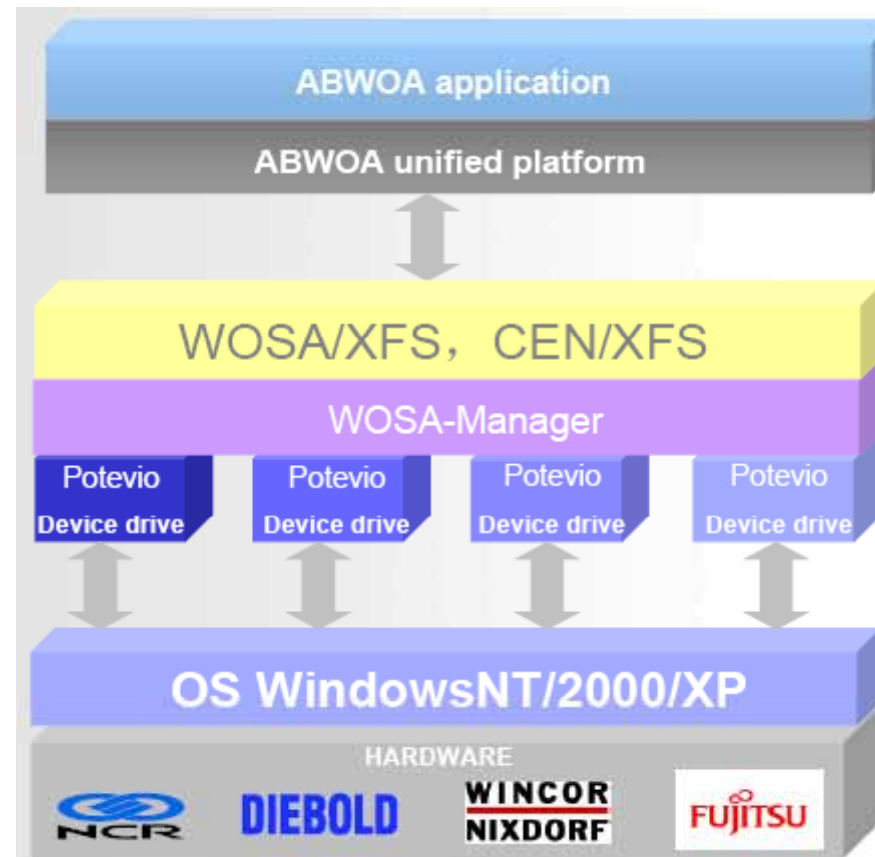 ABWOA application
ABWOA unified platform
WOSA/XFS，CEN/XFS
WOSA-Manager
Potevio
Device drive
Potevio
Device drive
Potevio
Device drive
Potevio
Device drive
OS WindowsNT/2000/XP
HARDWARE
NCR
DIEBOLD
WINCOR
NIXDORF
FUJITSU